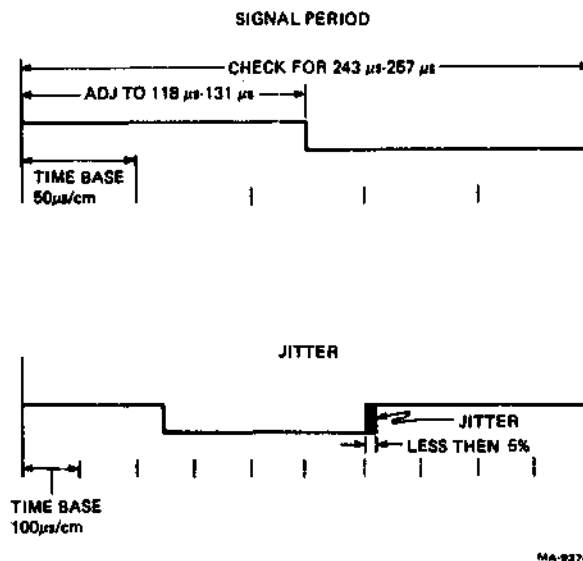 SIGNAL PERIOD
CHECK FOR 243 µs-257 µs
ADJ TO 118 µs-131 µs
TIME BASE
50µs/cm
JITTER
JITTER
LESS THEN 5%
TIME BASE
100µs/cm